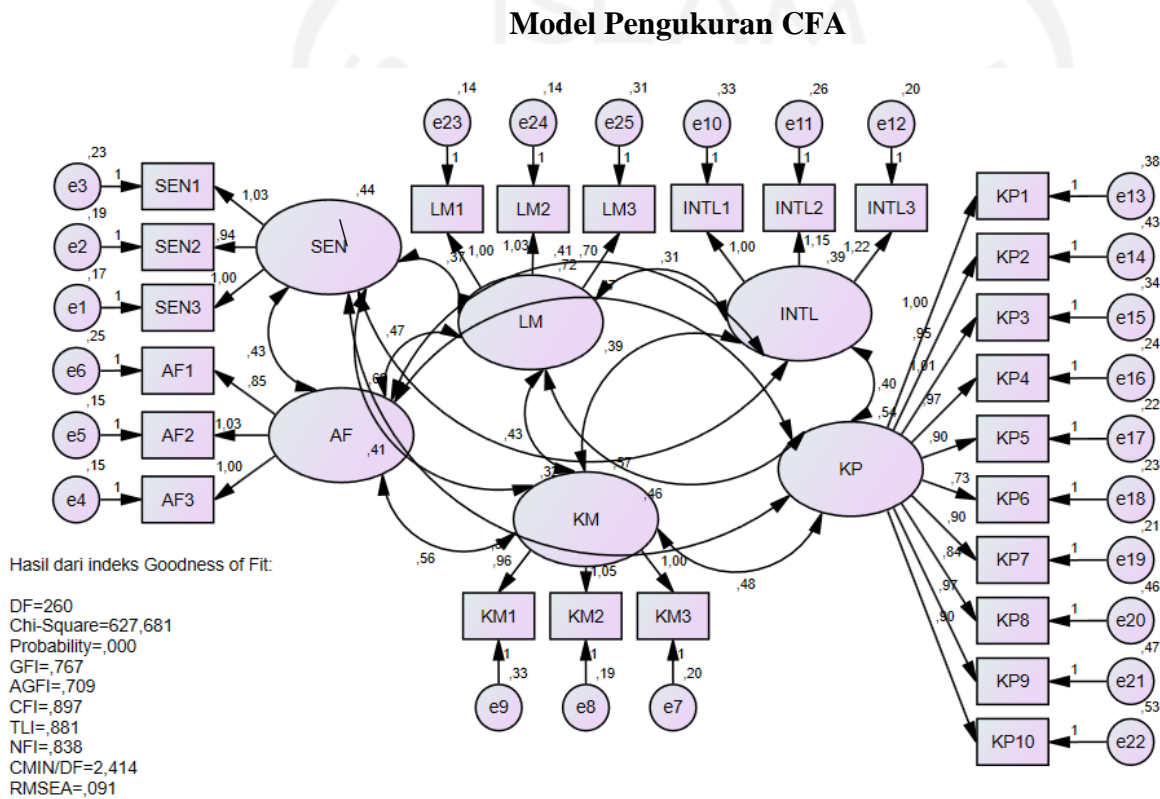 ISLAM
Model Pengukuran CFA
,14
,14
,31
,33
,26
,20
e23
e24
e25
e10
e11
e12
1
1
1
1
1
1
LM1
LM2
LM3
INTL1
INTL2
INTL3
1,00
1,03
,70
1,00
1,15
1,22
,23
e3
1
SEN1
1,03
,19
e2
1
SEN2
,94
,17
e1
1
SEN3
1,00
,44
SEN
,25
e6
1
AF1
,85
,15
e5
1
AF2
1,03
,15
e4
1
AF3
1,00
AF
,43
,37
,72
LM
,41
,31
,39
INTL
,47
,39
,40
,41
,43
,57
,46
KM
,54
KP
,56
,48
,96
1,05
1,00
KM1
KM2
KM3
1
1
1
,33
,19
,20
e9
e8
e7
1,00
KP1
1
,38
e13
,95
KP2
1
,43
e14
1,01
KP3
1
,34
e15
,97
KP4
1
,24
e16
,90
KP5
1
,22
e17
,73
KP6
1
,23
e18
,90
KP7
1
,21
e19
,84
KP8
1
,46
e20
,97
KP9
1
,47
e21
,90
KP10
1
,53
e22
Hasil dari indeks Goodness of Fit:
DF=260
Chi-Square=627,681
Probability=,000
GFI=,767
AGFI=,709
CFI=,897
TLI=,881
NFI=,838
CMIN/DF=2,414
RMSEA=,091